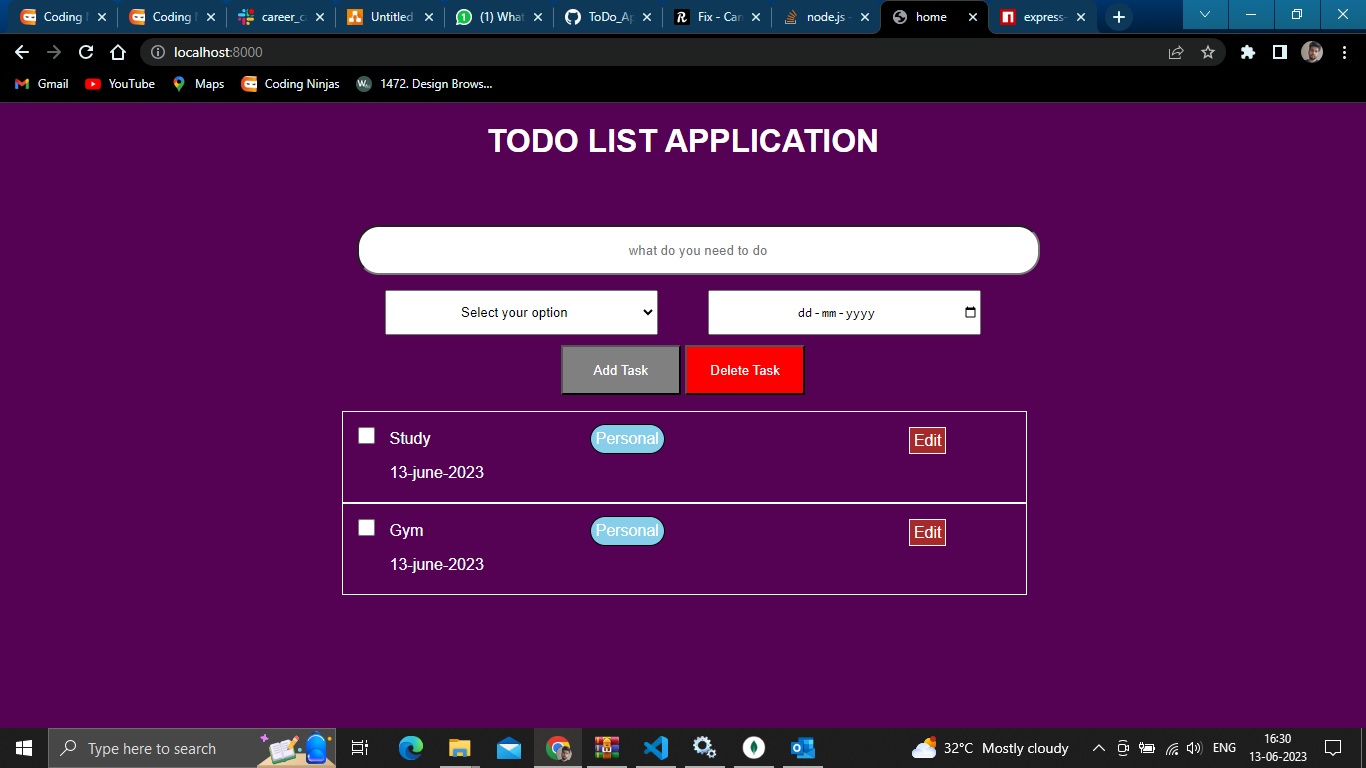 Coding N
Coding N
career_c
Untitled
(1) What
ToDo_Ap
Fix - Can
node.js -
home
express-
localhost:8000
Gmail
YouTube
Maps
Coding Ninjas
1472. Design Brows...
TODO LIST APPLICATION
what do you need to do
Select your option
dd-mm-yyyy
Add Task
Delete Task
Study
Personal
Edit
13-june-2023
Gym
Personal
Edit
13-june-2023
Type here to search
32°C Mostly cloudy
ENG
16:30
13-06-2023